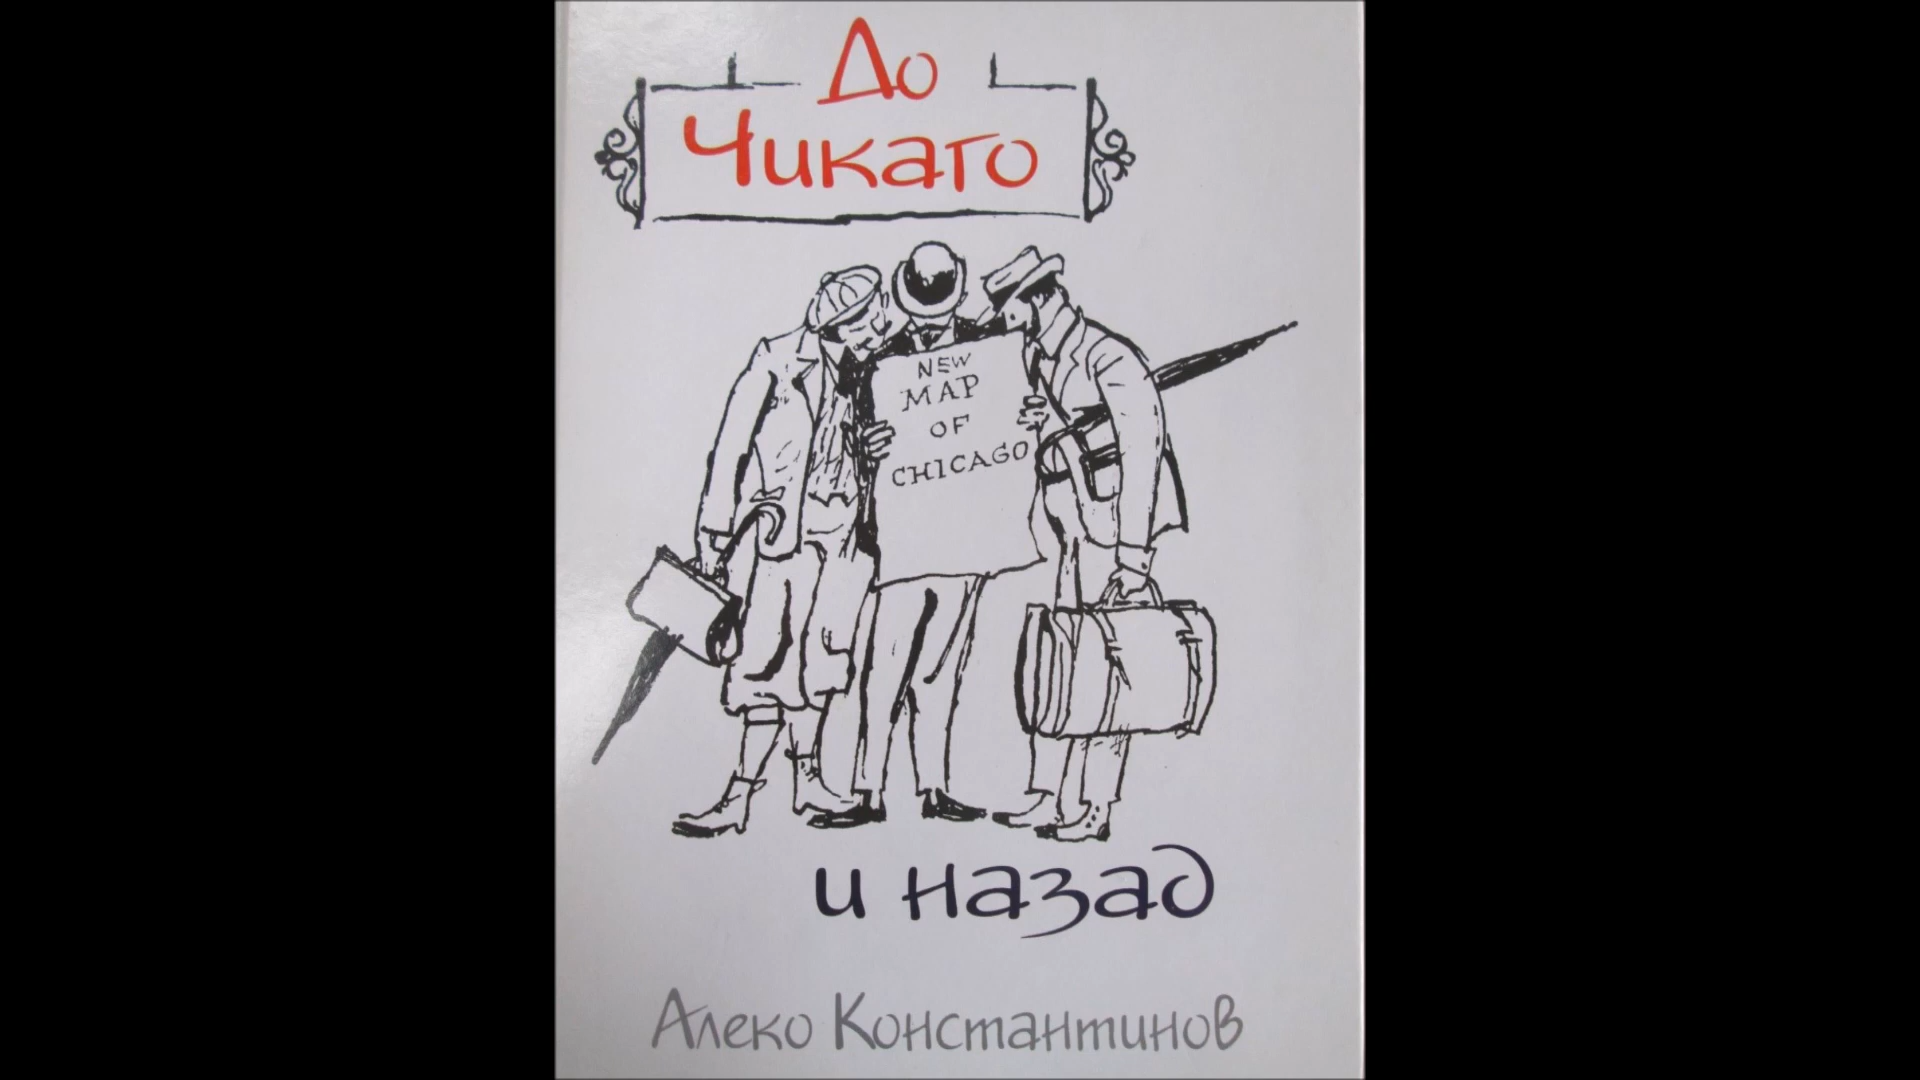 До
Чикаго
NEW
MAP
OF
CHICAGO
и назад
Алеко Константинов